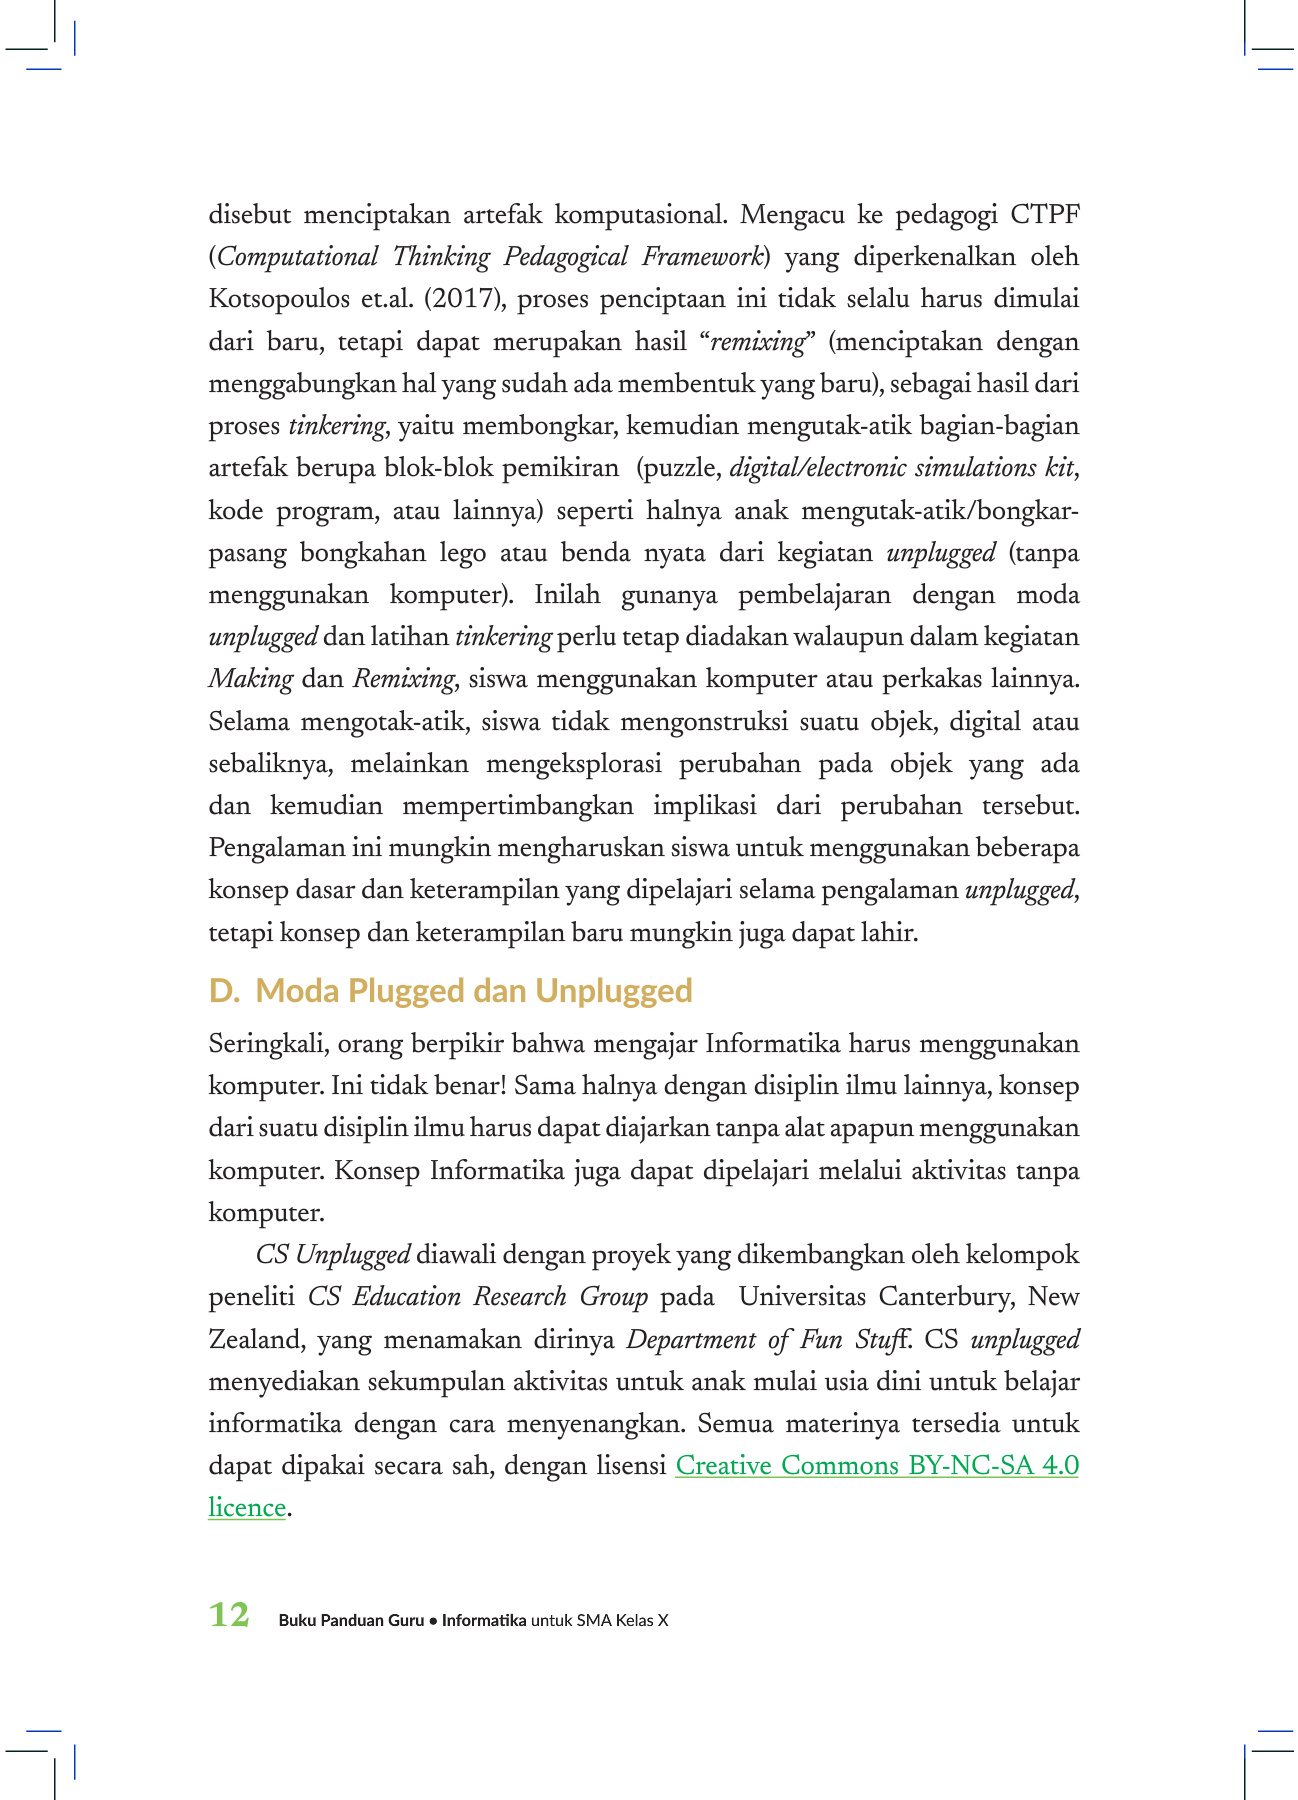 disebut menciptakan artefak komputasional. Mengacu ke pedagogi CTPF
(Computational Thinking Pedagogical Framework) yang diperkenalkan oleh
Kotsopoulos et.al. (2017), proses penciptaan ini tidak selalu harus dimulai
dari baru, tetapi dapat merupakan hasil “remixing” (menciptakan dengan
menggabungkan hal yang sudah ada membentuk yang baru), sebagai hasil dari
proses tinkering, yaitu membongkar, kemudian mengutak-atik bagian-bagian
artefak berupa blok-blok pemikiran (puzzle, digital/electronic simulations kit,
kode program, atau lainnya) seperti halnya anak mengutak-atik/bongkar-
pasang bongkahan lego atau benda nyata dari kegiatan unplugged (tanpa
menggunakan komputer). Inilah gunanya pembelajaran dengan moda
unplugged dan latihan tinkering perlu tetap diadakan walaupun dalam kegiatan
Making dan Remixing, siswa menggunakan komputer atau perkakas lainnya.
Selama mengotak-atik, siswa tidak mengonstruksi suatu objek, digital atau
sebaliknya, melainkan mengeksplorasi perubahan pada objek yang ada
dan kemudian mempertimbangkan implikasi dari perubahan tersebut.
Pengalaman ini mungkin mengharuskan siswa untuk menggunakan beberapa
konsep dasar dan keterampilan yang dipelajari selama pengalaman unplugged,
tetapi konsep dan keterampilan baru mungkin juga dapat lahir.
D. Moda Plugged dan Unplugged
Seringkali, orang berpikir bahwa mengajar Informatika harus menggunakan
komputer. Ini tidak benar! Sama halnya dengan disiplin ilmu lainnya, konsep
dari suatu disiplin ilmu harus dapat diajarkan tanpa alat apapun menggunakan
komputer. Konsep Informatika juga dapat dipelajari melalui aktivitas tanpa
komputer.
CS Unplugged diawali dengan proyek yang dikembangkan oleh kelompok
peneliti CS Education Research Group pada Universitas Canterbury, New
Zealand, yang menamakan dirinya Department of Fun Stuff. CS unplugged
menyediakan sekumpulan aktivitas untuk anak mulai usia dini untuk belajar
informatika dengan cara menyenangkan. Semua materinya tersedia untuk
dapat dipakai secara sah, dengan lisensi Creative Commons BY-NC-SA 4.0
licence.
12 Buku Panduan Guru • Informatika untuk SMA Kelas X